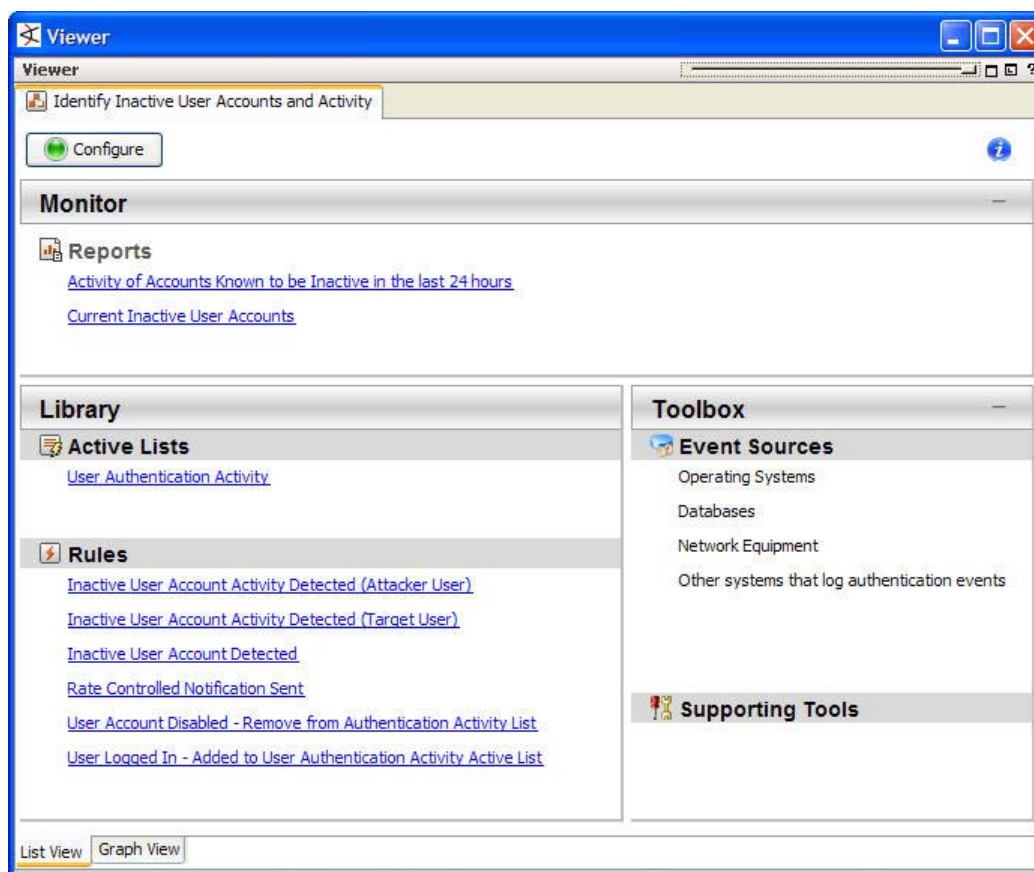 Viewer
Viewer
Identify Inactive User Accounts and Activity
Configure
Monitor
Reports
Activity of Accounts Known to be Inactive in the last 24 hours
Current Inactive User Accounts
Library
Active Lists
User Authentication Activity
Rules
Inactive User Account Activity Detected (Attacker User)
Inactive User Account Activity Detected (Target User)
Inactive User Account Detected
Rate Controlled Notification Sent
User Account Disabled - Remove from Authentication Activity List
User Logged In - Added to User Authentication Activity Active List
Toolbox
Event Sources
Operating Systems
Databases
Network Equipment
Other systems that log authentication events
Supporting Tools
List View
Graph View